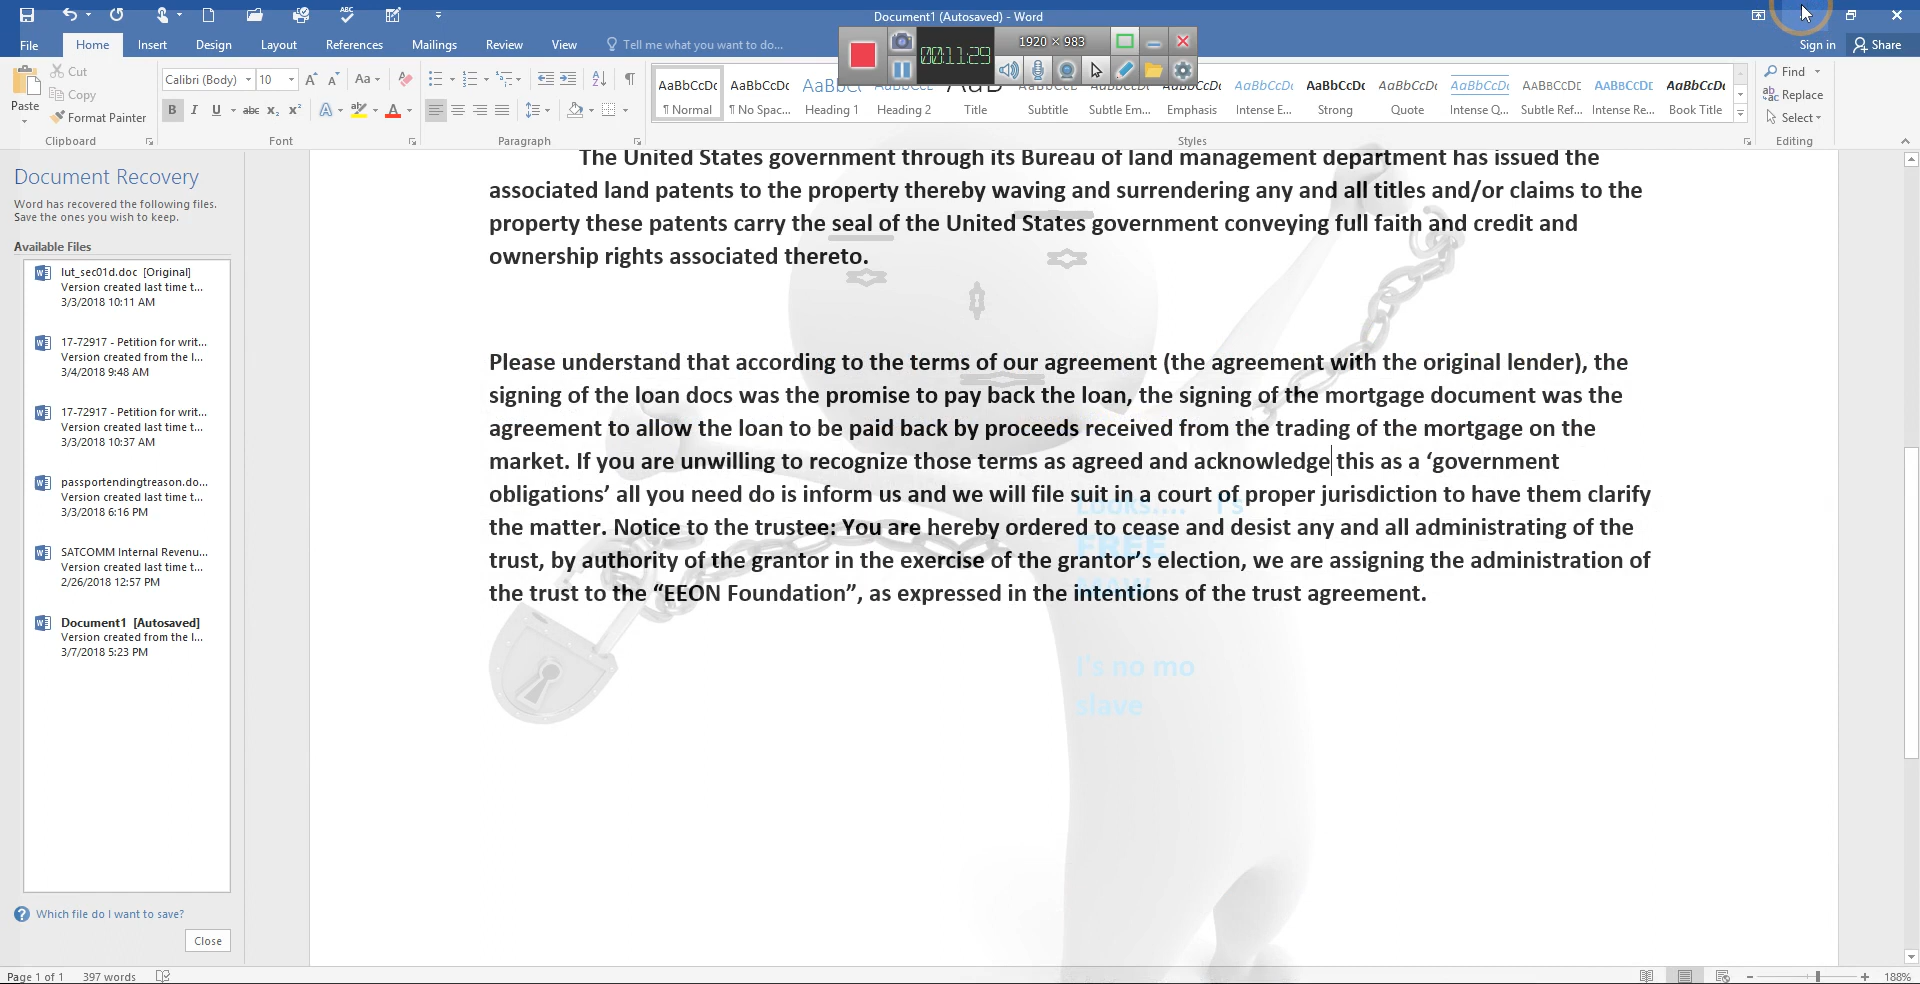 Document1 (Autosaved) - Word
File Home Insert Design Layout References Mailings Review View Tell me what you want to do... Sign in Share
00:11:29 1920 × 983
Paste Cut
Copy
Format Painter
Calibri (Body) 10
AaBbCcDc AaBbCcDc AaBbC AaBbCcC AaB AaBbCcC AaBbCcDc AaBbCcDc AaBbCcDc AaBbCcDc AaBbCcDc AaBbCcDc AABBCCDC AABBCCDC AaBbCcDc
¶ Normal ¶ No Spac... Heading 1 Heading 2 Title Subtitle Subtle Em... Emphasis Intense E... Strong Quote Intense Q... Subtle Ref... Intense Re... Book Title
Find
Replace
Select
Clipboard Font Paragraph Styles Editing
Document Recovery
Word has recovered the following files.
Save the ones you wish to keep.
Available Files
lut_sec01d.doc [Original]
Version created last time t...
3/3/2018 10:11 AM
17-72917 - Petition for writ...
Version created from the l...
3/4/2018 9:48 AM
17-72917 - Petition for writ...
Version created last time t...
3/3/2018 10:37 AM
passportendingtreason.do...
Version created last time t...
3/3/2018 6:16 PM
SATCOMM Internal Revenu...
Version created last time t...
2/26/2018 12:57 PM
Document1 [Autosaved]
Version created from the l...
3/7/2018 5:23 PM
Which file do I want to save?
Close
The United States government through its Bureau of land management department has issued the
associated land patents to the property thereby waving and surrendering any and all titles and/or claims to the
property these patents carry the seal of the United States government conveying full faith and credit and
ownership rights associated thereto.
Please understand that according to the terms of our agreement (the agreement with the original lender), the
signing of the loan docs was the promise to pay back the loan, the signing of the mortgage document was the
agreement to allow the loan to be paid back by proceeds received from the trading of the mortgage on the
market. If you are unwilling to recognize those terms as agreed and acknowledge this as a ‘government
obligations’ all you need do is inform us and we will file suit in a court of proper jurisdiction to have them clarify
the matter. Notice to the trustee: You are hereby ordered to cease and desist any and all administrating of the
trust, by authority of the grantor in the exercise of the grantor’s election, we are assigning the administration of
the trust to the “EEON Foundation”, as expressed in the intentions of the trust agreement.
LOOKS.... I's
FREE
MAW
I's no mo
slave
Page 1 of 1 397 words 188%